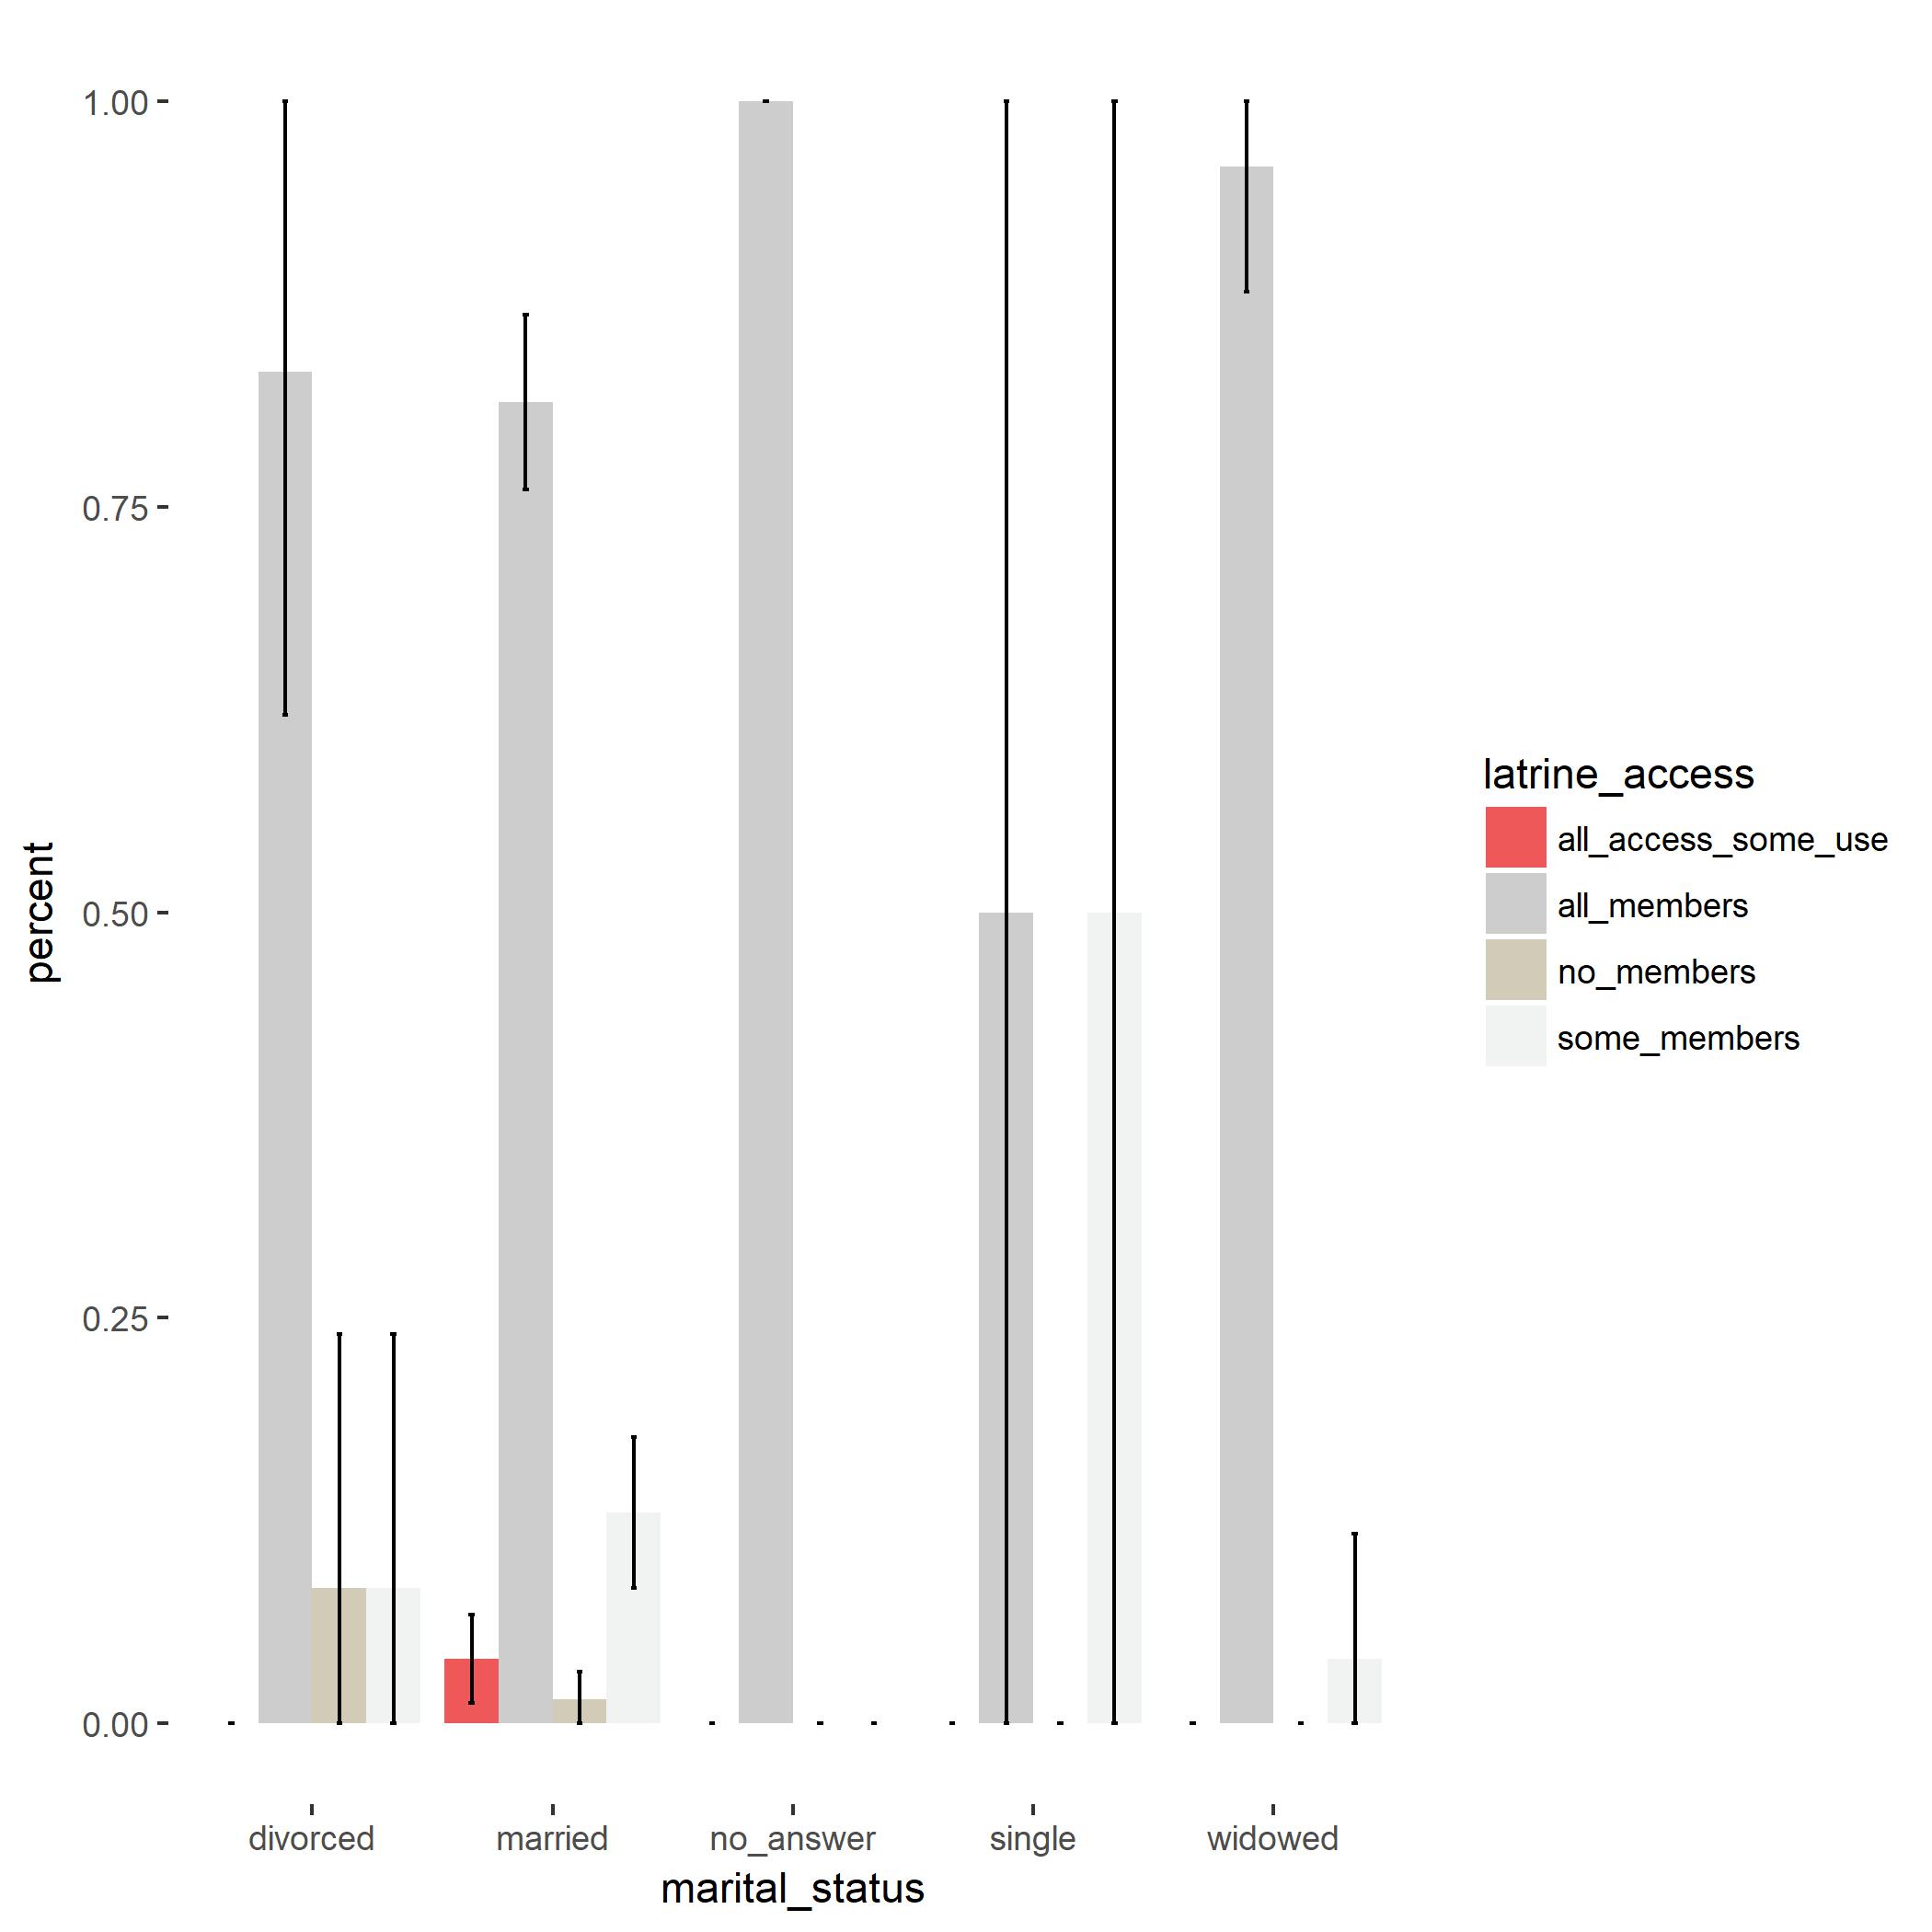 1.00
0.75
0.50
0.25
0.00
percent
divorced
married
no_answer
single
widowed
marital_status
latrine_access
all_access_some_use
all_members
no_members
some_members